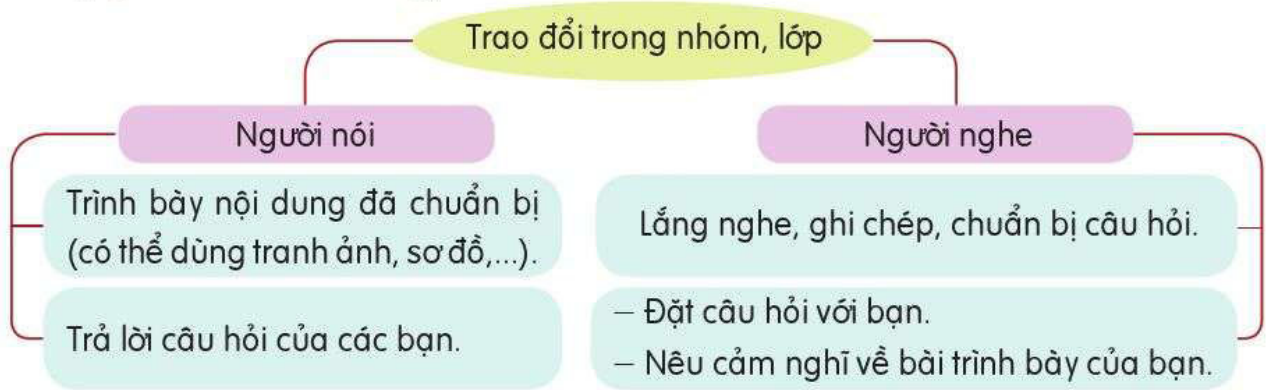 Trao đổi trong nhóm, lớp
Người nói
Trình bày nội dung đã chuẩn bị
(có thể dùng tranh ảnh, sơ đồ,...).
Trả lời câu hỏi của các bạn.
Người nghe
Lắng nghe, ghi chép, chuẩn bị câu hỏi.
– Đặt câu hỏi với bạn.
– Nêu cảm nghĩ về bài trình bày của bạn.